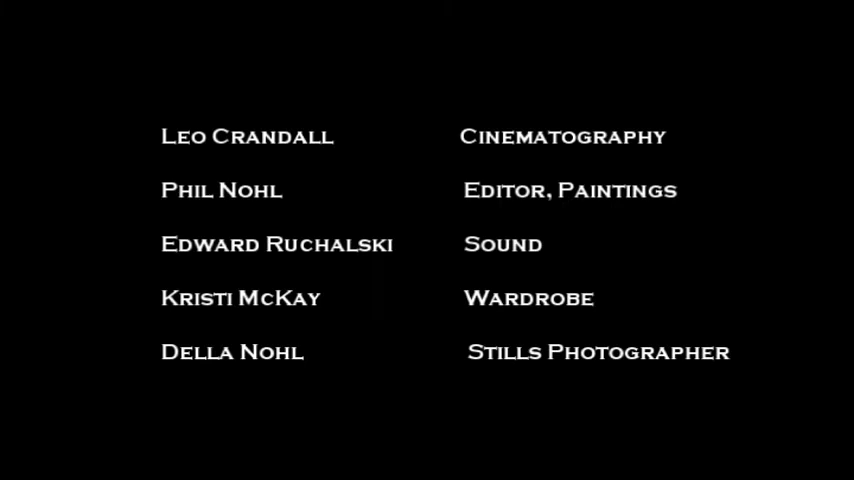 Leo Crandall Cinematography
Phil Nohl Editor, Paintings
Edward Ruchalski Sound
Kristi McKay Wardrobe
Della Nohl Stills Photographer